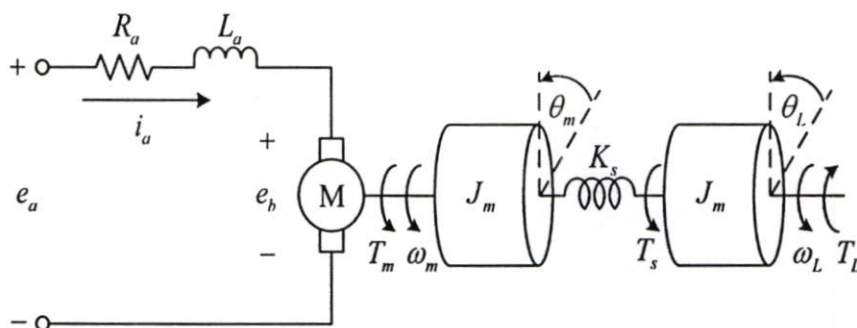 R_a L_a
+
i_a
θ_m θ_L
+
K_s
e_a e_b M J_m J_m
T_m ω_m T_s ω_L T_L
−
−